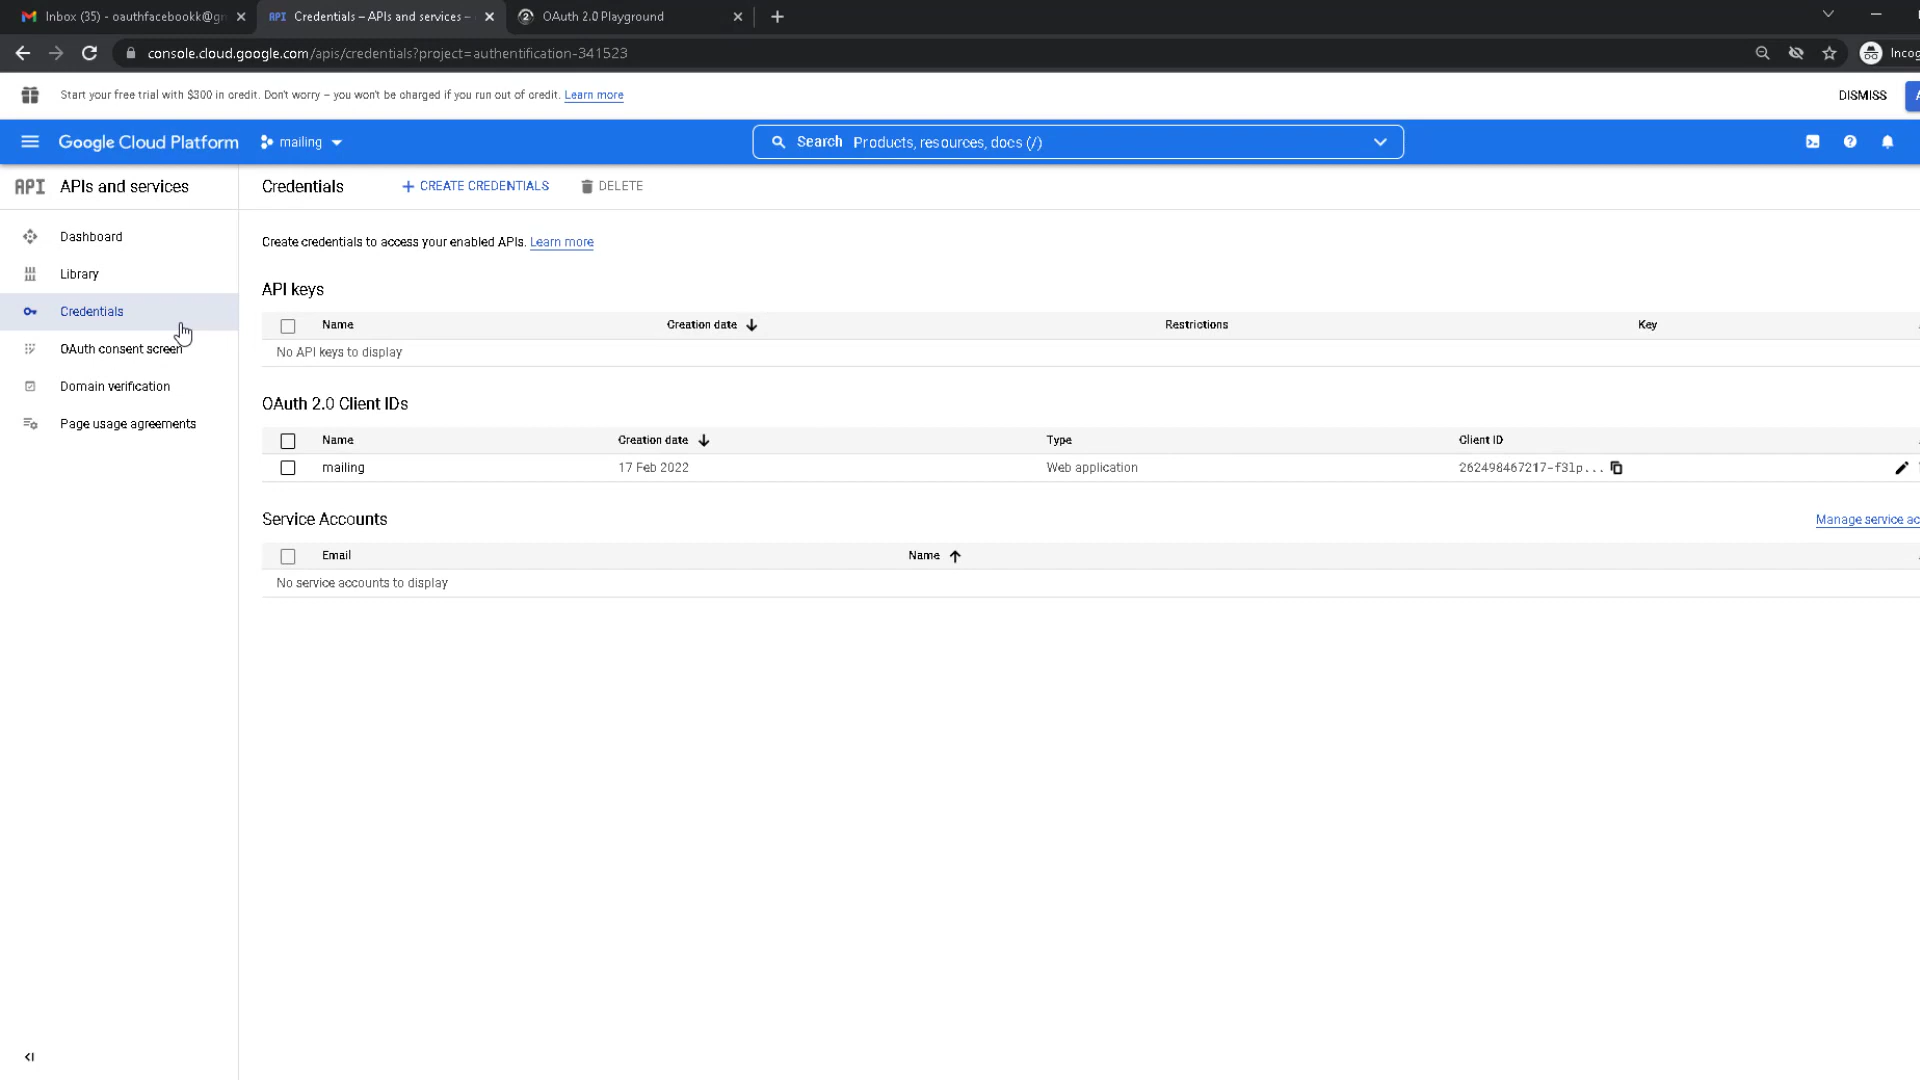 Inbox (35) - oauthfacebookk@gm
Credentials – APIs and services –
OAuth 2.0 Playground
console.cloud.google.com/apis/credentials?project=authentification-341523
Start your free trial with $300 in credit. Don't worry – you won't be charged if you run out of credit. Learn more
DISMISS
Google Cloud Platform
mailing
Search Products, resources, docs (/)
API APIs and services
Credentials
+ CREATE CREDENTIALS
DELETE
Dashboard
Library
Credentials
OAuth consent screen
Domain verification
Page usage agreements
Create credentials to access your enabled APIs. Learn more
API keys
Name Creation date Restrictions Key
No API keys to display
OAuth 2.0 Client IDs
Name Creation date Type Client ID
mailing 17 Feb 2022 Web application 262498467217-f3lp...
Service Accounts
Manage service ac
Email Name
No service accounts to display